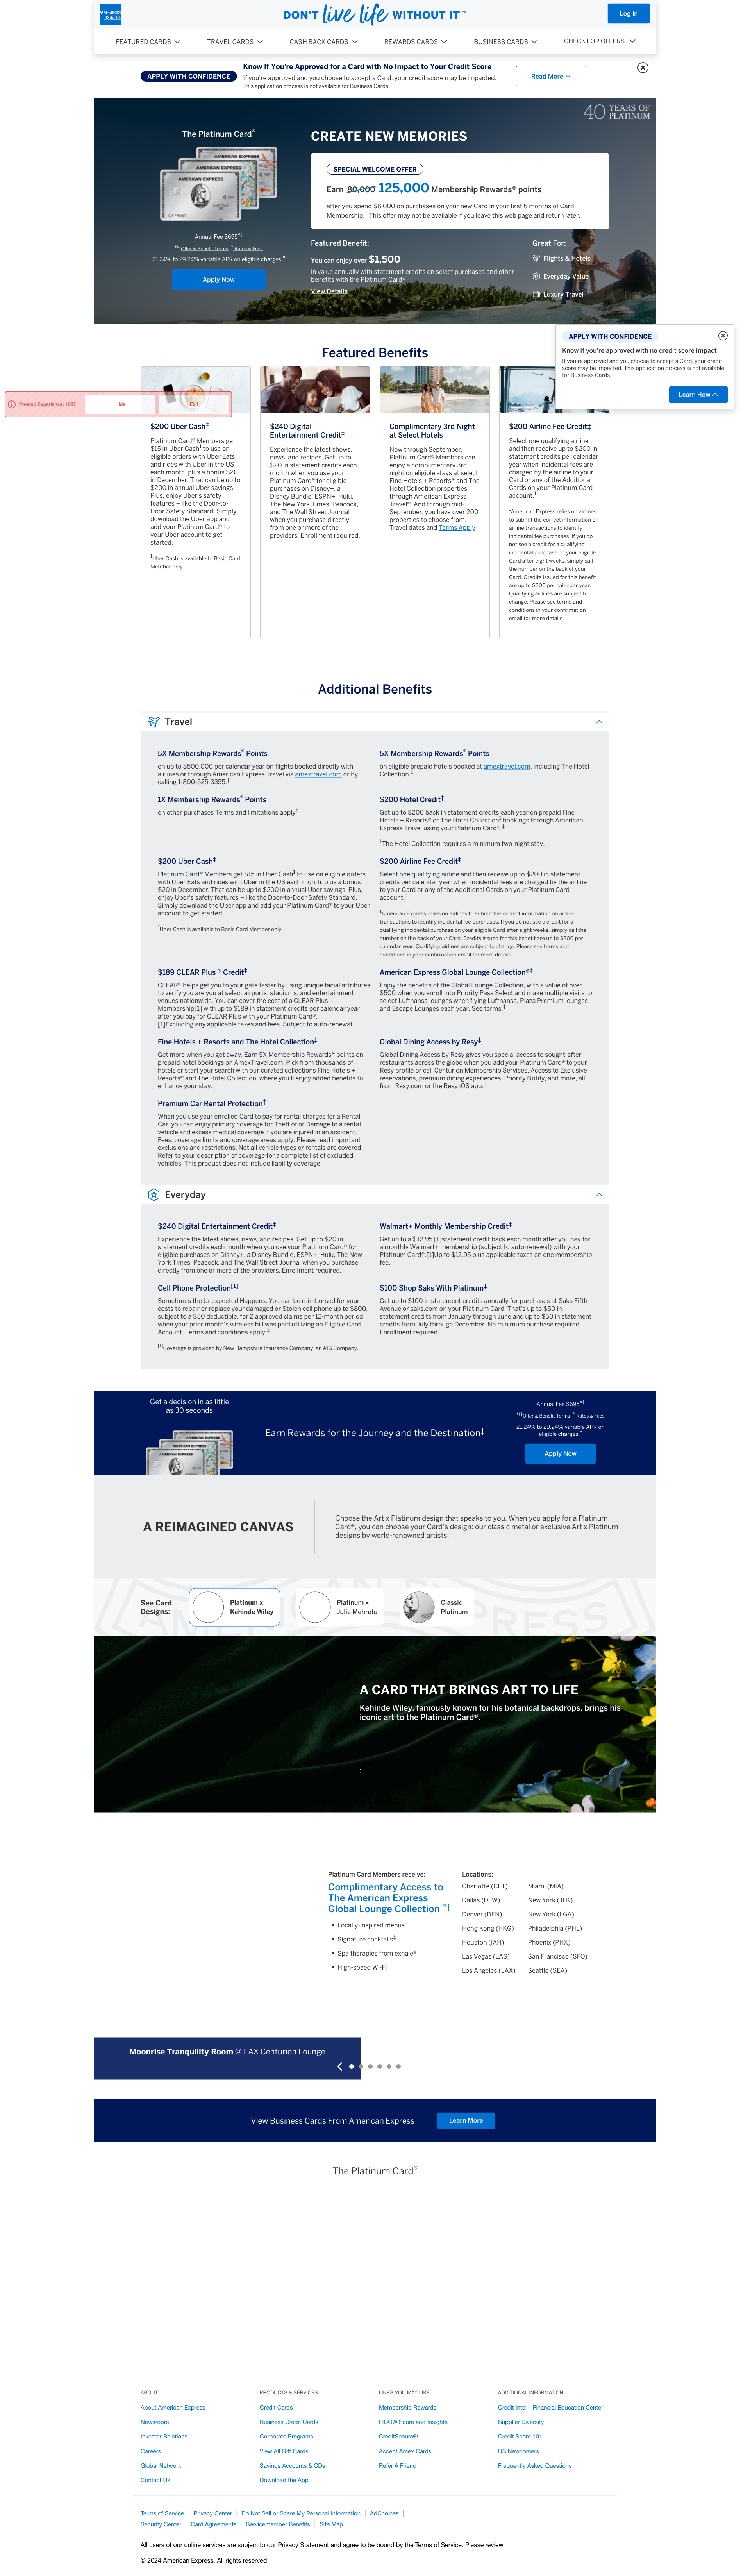 AMERICAN EXPRESS
DON'T live life WITHOUT IT™
Log In
FEATURED CARDS
TRAVEL CARDS
CASH BACK CARDS
REWARDS CARDS
BUSINESS CARDS
CHECK FOR OFFERS
APPLY WITH CONFIDENCE
Know If You're Approved for a Card with No Impact to Your Credit Score
If you're approved and you choose to accept a Card, your credit score may be impacted.
This application process is not available for Business Cards.
Read More
40 YEARS OF
PLATINUM
The Platinum Card®
Annual Fee $695*¹
*‡†Offer & Benefit Terms *Rates & Fees
21.24% to 29.24% variable APR on eligible charges.*
Apply Now
CREATE NEW MEMORIES
SPECIAL WELCOME OFFER
Earn 80,000 125,000 Membership Rewards® points
after you spend $8,000 on purchases on your new Card in your first 6 months of Card
Membership.† This offer may not be available if you leave this web page and return later.
Featured Benefit:
You can enjoy over $1,500
in value annually with statement credits on select purchases and other
benefits with the Platinum Card®
View Details
Great For:
Flights & Hotels
Everyday Value
Luxury Travel
APPLY WITH CONFIDENCE
Know if you're approved with no credit score impact
If you're approved and you choose to accept a Card, your credit
score may be impacted. This application process is not available
for Business Cards.
Learn How
Featured Benefits
Preamp Experience: 1597
Hide
Exit
$200 Uber Cash‡
Platinum Card® Members get
$15 in Uber Cash¹ to use on
eligible orders with Uber Eats
and rides with Uber in the US
each month, plus a bonus $20
in December. That can be up to
$200 in annual Uber savings.
Plus, enjoy Uber's safety
features – like the Door-to-
Door Safety Standard. Simply
download the Uber app and
add your Platinum Card® to
your Uber account to get
started.
¹Uber Cash is available to Basic Card
Member only.
$240 Digital
Entertainment Credit‡
Experience the latest shows,
news, and recipes. Get up to
$20 in statement credits each
month when you use your
Platinum Card® for eligible
purchases on Disney+, a
Disney Bundle, ESPN+, Hulu,
The New York Times, Peacock,
and The Wall Street Journal
when you purchase directly
from one or more of the
providers. Enrollment required.
Complimentary 3rd Night
at Select Hotels
Now through September,
Platinum Card® Members can
enjoy a complimentary 3rd
night on eligible stays at select
Fine Hotels + Resorts® and The
Hotel Collection properties
through American Express
Travel®. And through mid-
September, you have over 200
properties to choose from.
Travel dates and Terms Apply
$200 Airline Fee Credit‡
Select one qualifying airline
and then receive up to $200 in
statement credits per calendar
year when incidental fees are
charged by the airline to your
Card or any of the Additional
Cards on your Platinum Card
account.¹
¹American Express relies on airlines
to submit the correct information on
airline transactions to identify
incidental fee purchases. If you do
not see a credit for a qualifying
incidental purchase on your eligible
Card after eight weeks, simply call
the number on the back of your
Card. Credits issued for this benefit
are up to $200 per calendar year.
Qualifying airlines are subject to
change. Please see terms and
conditions in your confirmation
email for more details.
Additional Benefits
Travel
5X Membership Rewards® Points
on up to $500,000 per calendar year on flights booked directly with
airlines or through American Express Travel via amextravel.com or by
calling 1-800-525-3355.‡
5X Membership Rewards® Points
on eligible prepaid hotels booked at amextravel.com, including The Hotel
Collection.‡
1X Membership Rewards® Points
on other purchases Terms and limitations apply‡
$200 Hotel Credit‡
Get up to $200 back in statement credits each year on prepaid Fine
Hotels + Resorts® or The Hotel Collection¹ bookings through American
Express Travel using your Platinum Card®.‡
¹The Hotel Collection requires a minimum two-night stay.
$200 Uber Cash‡
Platinum Card® Members get $15 in Uber Cash¹ to use on eligible orders
with Uber Eats and rides with Uber in the US each month, plus a bonus
$20 in December. That can be up to $200 in annual Uber savings. Plus,
enjoy Uber's safety features – like the Door-to-Door Safety Standard.
Simply download the Uber app and add your Platinum Card® to your Uber
account to get started.
¹Uber Cash is available to Basic Card Member only.
$200 Airline Fee Credit‡
Select one qualifying airline and then receive up to $200 in statement
credits per calendar year when incidental fees are charged by the airline
to your Card or any of the Additional Cards on your Platinum Card
account.¹
¹American Express relies on airlines to submit the correct information on airline
transactions to identify incidental fee purchases. If you do not see a credit for a
qualifying incidental purchase on your eligible Card after eight weeks, simply call the
number on the back of your Card. Credits issued for this benefit are up to $200 per
calendar year. Qualifying airlines are subject to change. Please see terms and
conditions in your confirmation email for more details.
$189 CLEAR Plus ® Credit‡
CLEAR® helps get you to your gate faster by using unique facial attributes
to verify you are you at select airports, stadiums, and entertainment
venues nationwide. You can cover the cost of a CLEAR Plus
Membership[1] with up to $189 in statement credits per calendar year
after you pay for CLEAR Plus with your Platinum Card®.
[1]Excluding any applicable taxes and fees. Subject to auto-renewal.
American Express Global Lounge Collection®‡
Enjoy the benefits of the Global Lounge Collection, with a value of over
$500 when you enroll into Priority Pass Select and make multiple visits to
select Lufthansa lounges when flying Lufthansa, Plaza Premium lounges
and Escape Lounges each year. See terms.‡
Fine Hotels + Resorts and The Hotel Collection‡
Get more when you get away. Earn 5X Membership Rewards® points on
prepaid hotel bookings on AmexTravel.com. Pick from thousands of
hotels or start your search with our curated collections Fine Hotels +
Resorts® and The Hotel Collection, where you'll enjoy added benefits to
enhance your stay.
Global Dining Access by Resy‡
Global Dining Access by Resy gives you special access to sought-after
restaurants across the globe when you add your Platinum Card® to your
Resy profile or call Centurion Member Services. Access to Exclusive
reservations, premium dining experiences, Priority Notify, and more, all
from Resy.com or the Resy iOS app.‡
Premium Car Rental Protection‡
When you use your enrolled Card to pay for rental charges for a Rental
Car, you can enjoy primary coverage for Theft of or Damage to a rental
vehicle and excess medical coverage if you are injured in an accident.
Fees, coverage limits and coverage areas apply. Please read important
exclusions and restrictions. Not all vehicle types or rentals are covered.
Refer to your description of coverage for a complete list of excluded
vehicles. This product does not include liability coverage.
Everyday
$240 Digital Entertainment Credit‡
Experience the latest shows, news, and recipes. Get up to $20 in
statement credits each month when you use your Platinum Card® for
eligible purchases on Disney+, a Disney Bundle, ESPN+, Hulu, The New
York Times, Peacock, and The Wall Street Journal when you purchase
directly from one or more of the providers. Enrollment required.
Walmart+ Monthly Membership Credit‡
Get up to a $12.95 [1]statement credit back each month after you pay for
a monthly Walmart+ membership (subject to auto-renewal) with your
Platinum Card®.[1]Up to $12.95 plus applicable taxes on one membership
fee.
Cell Phone Protection[1]
Sometimes the Unexpected Happens. You can be reimbursed for your
costs to repair or replace your damaged or Stolen cell phone up to $800,
subject to a $50 deductible, for 2 approved claims per 12-month period
when your prior month's wireless bill was paid utilizing an Eligible Card
Account. Terms and conditions apply.‡
[1]Coverage is provided by New Hampshire Insurance Company, an AIG Company.
$100 Shop Saks With Platinum‡
Get up to $100 in statement credits annually for purchases at Saks Fifth
Avenue or saks.com on your Platinum Card. That's up to $50 in
statement credits from January through June and up to $50 in statement
credits from July through December. No minimum purchase required.
Enrollment required.
Get a decision in as little
as 30 seconds
Earn Rewards for the Journey and the Destination‡
Annual Fee $695*¹
*‡†Offer & Benefit Terms *Rates & Fees
21.24% to 29.24% variable APR on
eligible charges.*
Apply Now
A REIMAGINED CANVAS
Choose the Art x Platinum design that speaks to you. When you apply for a Platinum
Card®, you can choose your Card's design: our classic metal or exclusive Art x Platinum
designs by world-renowned artists.
See Card
Designs:
Platinum x
Kehinde Wiley
Platinum x
Julie Mehretu
Classic
Platinum
A CARD THAT BRINGS ART TO LIFE
Kehinde Wiley, famously known for his botanical backdrops, brings his
iconic art to the Platinum Card®.
;
Platinum Card Members receive:
Complimentary Access to
The American Express
Global Lounge Collection ®‡
• Locally-inspired menus
• Signature cocktails‡
• Spa therapies from exhale®
• High-speed Wi-Fi
Locations:
Charlotte (CLT)
Dallas (DFW)
Denver (DEN)
Hong Kong (HKG)
Houston (IAH)
Las Vegas (LAS)
Los Angeles (LAX)
Miami (MIA)
New York (JFK)
New York (LGA)
Philadelphia (PHL)
Phoenix (PHX)
San Francisco (SFO)
Seattle (SEA)
Moonrise Tranquility Room @ LAX Centurion Lounge
View Business Cards From American Express
Learn More
The Platinum Card®
ABOUT
About American Express
Newsroom
Investor Relations
Careers
Global Network
Contact Us
PRODUCTS & SERVICES
Credit Cards
Business Credit Cards
Corporate Programs
View All Gift Cards
Savings Accounts & CDs
Download the App
LINKS YOU MAY LIKE
Membership Rewards
FICO® Score and Insights
CreditSecure®
Accept Amex Cards
Refer A Friend
ADDITIONAL INFORMATION
Credit Intel – Financial Education Center
Supplier Diversity
Credit Score 101
US Newcomers
Frequently Asked Questions
Terms of Service | Privacy Center | Do Not Sell or Share My Personal Information | AdChoices |
Security Center | Card Agreements | Servicemember Benefits | Site Map
All users of our online services are subject to our Privacy Statement and agree to be bound by the Terms of Service. Please review.
© 2024 American Express. All rights reserved